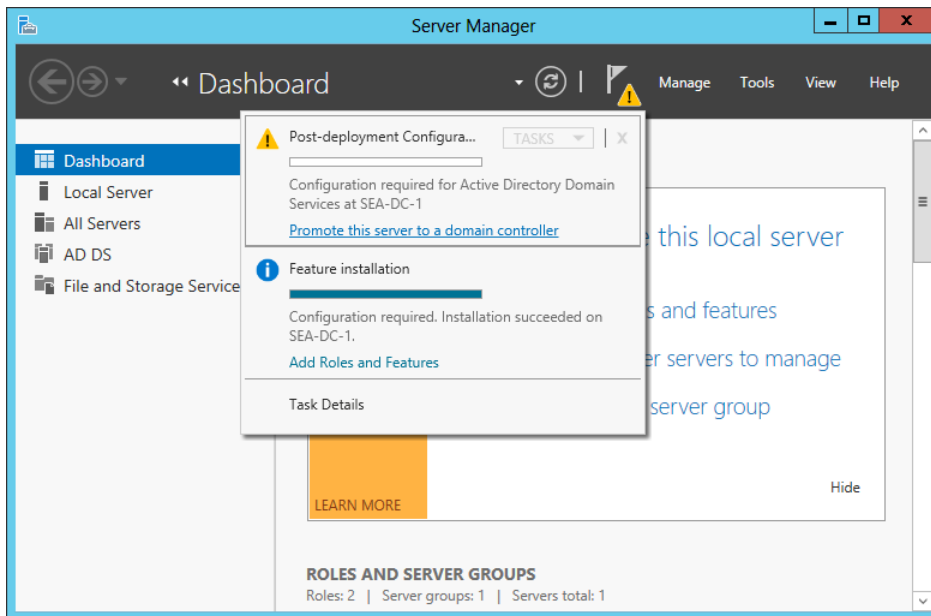 Server Manager
Dashboard
Manage Tools View Help
Dashboard
Local Server
All Servers
AD DS
File and Storage Service
Post-deployment Configura... TASKS X
Configuration required for Active Directory Domain
Services at SEA-DC-1
Promote this server to a domain controller
Feature installation
Configuration required. Installation succeeded on
SEA-DC-1.
Add Roles and Features
Task Details
this local server
s and features
er servers to manage
server group
Hide
LEARN MORE
ROLES AND SERVER GROUPS
Roles: 2 | Server groups: 1 | Servers total: 1